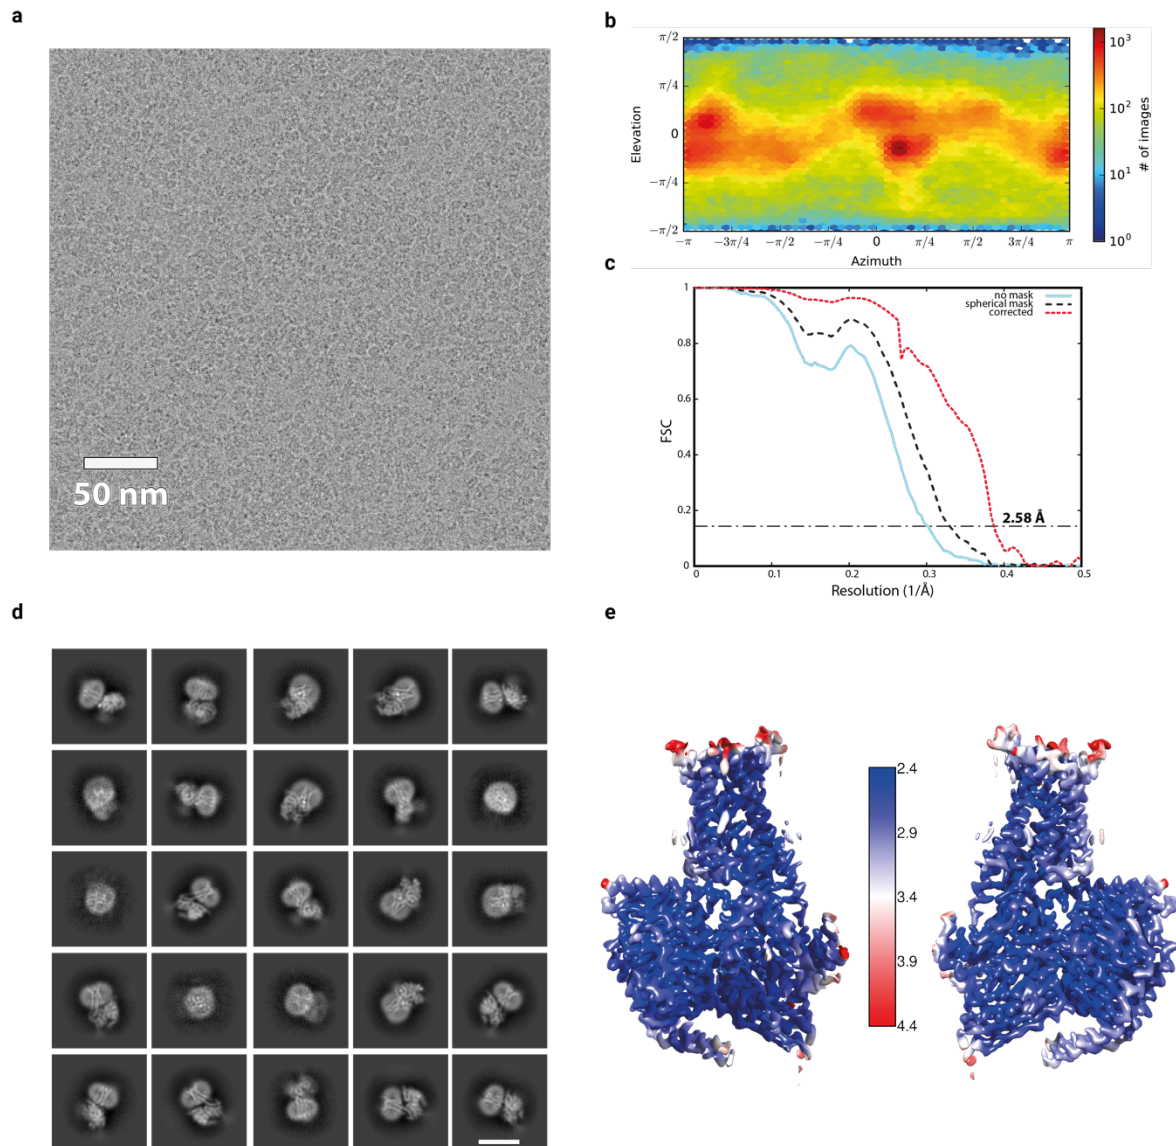 a
50 nm
b
π/2
π/4
0
−π/4
−π/2
Elevation
−π
−3π/4
−π/2
−π/4
0
π/4
π/2
3π/4
π
Azimuth
10³
10²
10¹
10⁰
# of images
c
1
0.8
0.6
0.4
0.2
0
FSC
no mask
spherical mask
corrected
2.58 Å
0
0.1
0.2
0.3
0.4
0.5
Resolution (1/Å)
d
e
2.4
2.9
3.4
3.9
4.4